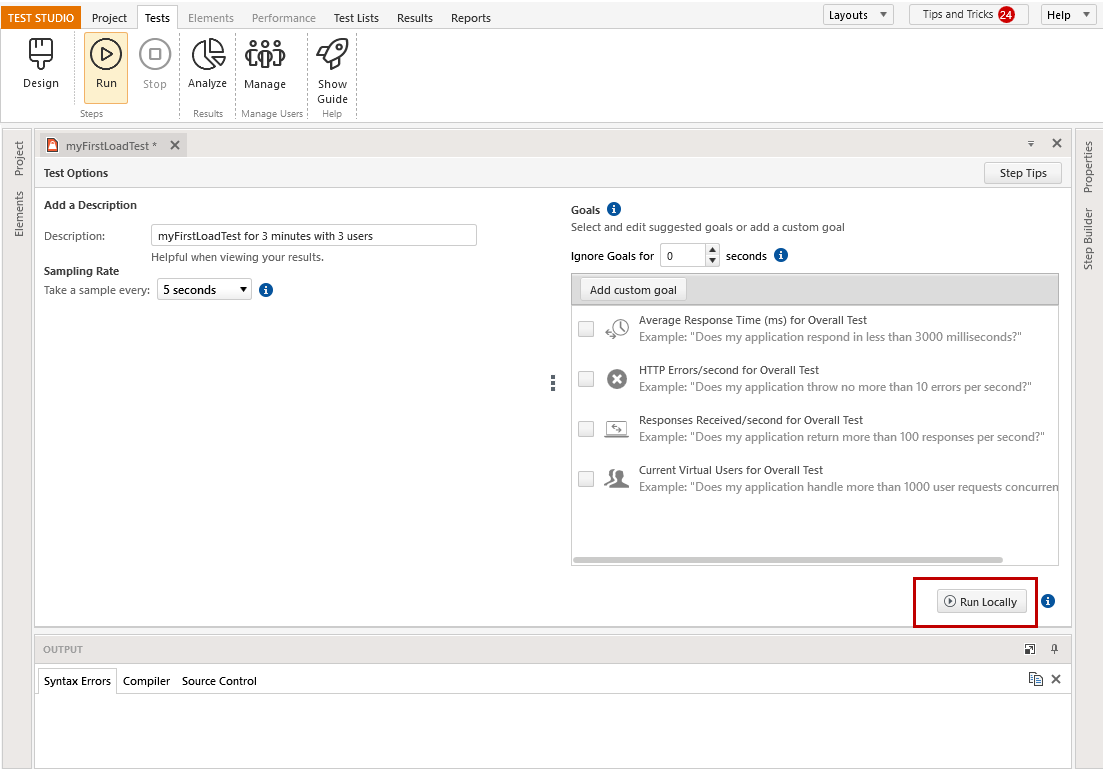 TEST STUDIO Project Tests Elements Performance Test Lists Results Reports Layouts Tips and Tricks 24 Help
Design Run Stop Analyze Manage Show
Guide
Steps Results Manage Users Help
Project
Elements
myFirstLoadTest *
Test Options Step Tips
Add a Description
Description: myFirstLoadTest for 3 minutes with 3 users
Helpful when viewing your results.
Sampling Rate
Take a sample every: 5 seconds
Goals
Select and edit suggested goals or add a custom goal
Ignore Goals for 0 seconds
Add custom goal
Average Response Time (ms) for Overall Test
Example: "Does my application respond in less than 3000 milliseconds?"
HTTP Errors/second for Overall Test
Example: "Does my application throw no more than 10 errors per second?"
Responses Received/second for Overall Test
Example: "Does my application return more than 100 responses per second?"
Current Virtual Users for Overall Test
Example: "Does my application handle more than 1000 user requests concurren
Run Locally
Properties
Step Builder
OUTPUT
Syntax Errors Compiler Source Control